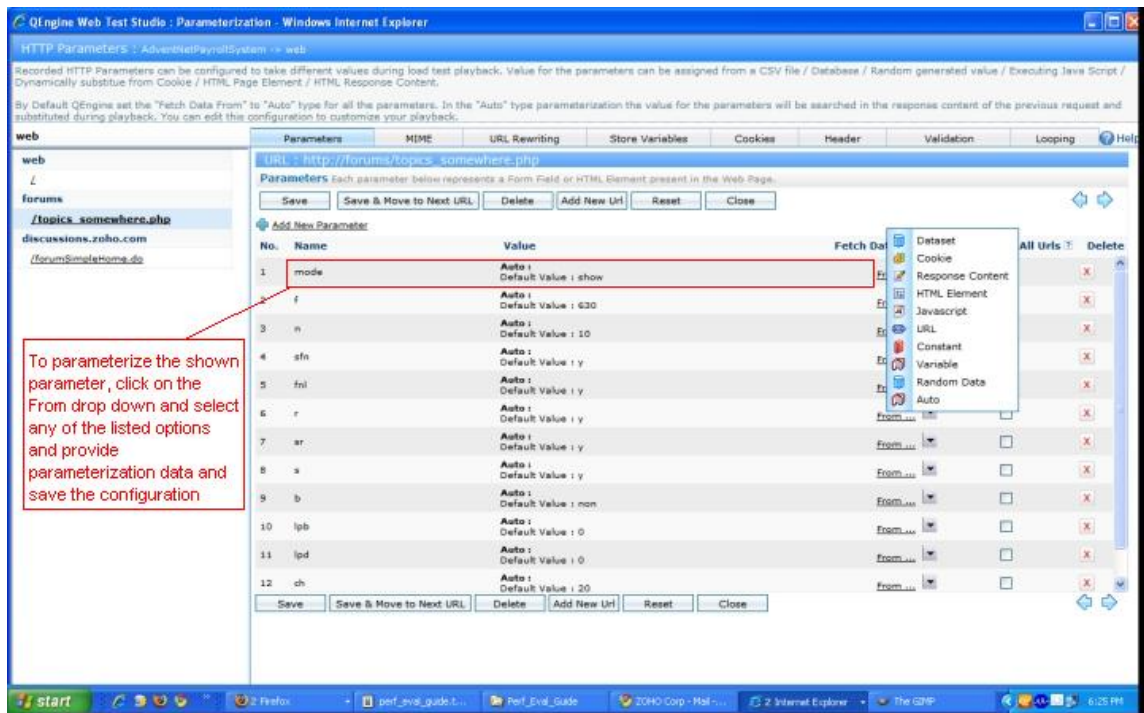 QEngine Web Test Studio : Parameterization - Windows Internet Explorer
HTTP Parameters : AdventNetPayrollSystem -> web
Recorded HTTP Parameters can be configured to take different values during load test playback. Value for the parameters can be assigned from a CSV file / Database / Random generated value / Executing Java Script /
Dynamically substitue from Cookie / HTML Page Element / HTML Response Content.
By Default QEngine set the "Fetch Data From" to "Auto" type for all the parameters. In the "Auto" type parameterization the value for the parameters will be searched in the response content of the previous request and
substituted during playback. You can edit this configuration to customize your playback.
web
Parameters MIME URL Rewriting Store Variables Cookies Header Validation Looping Help
web
/
forums
/topics_somewhere.php
discussions.zoho.com
/forumSimpleHome.do
URL : http://forums/topics_somewhere.php
Parameters Each parameter below represents a Form Field or HTML Element present in the Web Page.
Save Save & Move to Next URL Delete Add New Url Reset Close
Add New Parameter
No. Name Value Fetch Da All Urls ? Delete
1 mode Auto :
Default Value : show
2 f Auto :
Default Value : 630
3 n Auto :
Default Value : 10
4 sfn Auto :
Default Value : y
5 fnl Auto :
Default Value : y
6 r Auto :
Default Value : y From ...
7 ar Auto :
Default Value : y From ...
8 s Auto :
Default Value : y From ...
9 b Auto :
Default Value : non From ...
10 lpb Auto :
Default Value : 0 From ...
11 lpd Auto :
Default Value : 0 From ...
12 ch Auto :
Default Value : 20 From ...
Dataset
Cookie
Response Content
HTML Element
Javascript
URL
Constant
Variable
Random Data
Auto
To parameterize the shown
parameter, click on the
From drop down and select
any of the listed options
and provide
parameterization data and
save the configuration
Save Save & Move to Next URL Delete Add New Url Reset Close
start 2 Firefox perf_eval_guide.t... Perf_Eval_Guide ZOHO Corp - Mail -... 2 Internet Explorer The GIMP 6:25 PM